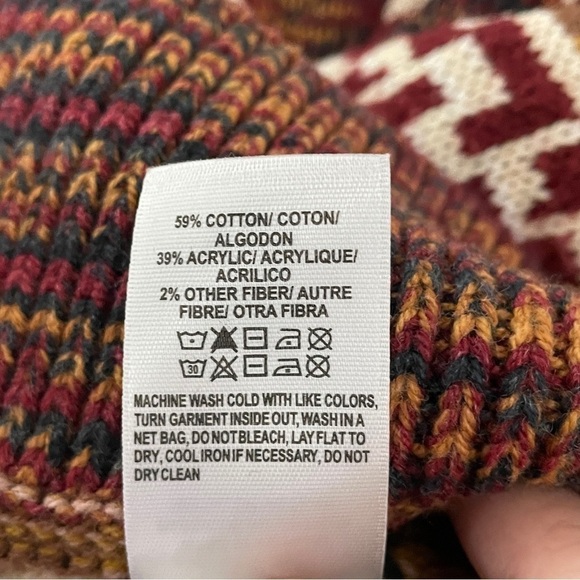 59% COTTON/ COTON/
ALGODON
39% ACRYLIC/ ACRYLIQUE/
ACRILICO
2% OTHER FIBER/ AUTRE
FIBRE/ OTRA FIBRA
30
MACHINE WASH COLD WITH LIKE COLORS,
TURN GARMENT INSIDE OUT, WASH IN A
NET BAG, DO NOT BLEACH, LAY FLAT TO
DRY, COOL IRON IF NECESSARY, DO NOT
DRY CLEAN